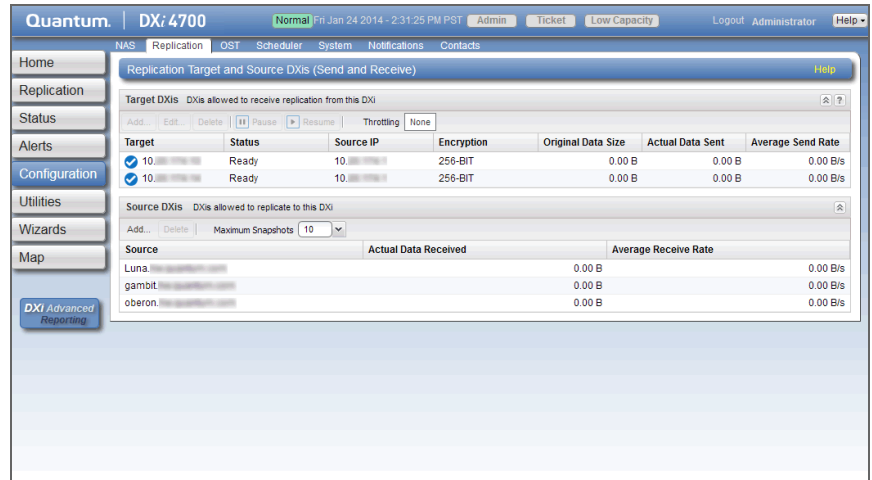 Quantum. DXi 4700 Normal Fri Jan 24 2014 - 2:31:25 PM PST Admin Ticket Low Capacity Logout Administrator Help
NAS Replication OST Scheduler System Notifications Contacts
Home
Replication
Status
Alerts
Configuration
Utilities
Wizards
Map
DXi Advanced
Reporting
Replication Target and Source DXis (Send and Receive) Help
Target DXis DXis allowed to receive replication from this DXi ?
Add... Edit... Delete Pause Resume Throttling None
Target Status Source IP Encryption Original Data Size Actual Data Sent Average Send Rate
10. Ready 10. 256-BIT 0.00 B 0.00 B 0.00 B/s
10. Ready 10. 256-BIT 0.00 B 0.00 B 0.00 B/s
Source DXis DXis allowed to replicate to this DXi
Add... Delete Maximum Snapshots 10
Source Actual Data Received Average Receive Rate
Luna. 0.00 B 0.00 B/s
gambit. 0.00 B 0.00 B/s
oberon. 0.00 B 0.00 B/s